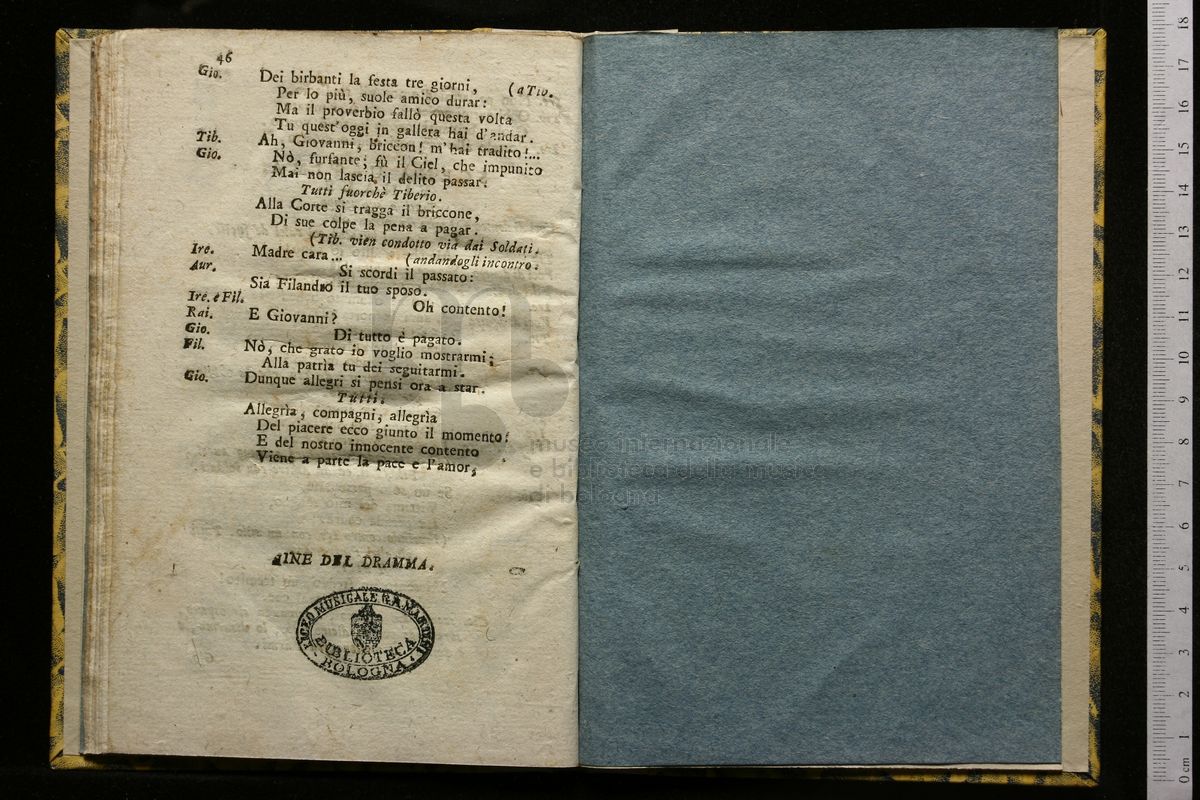 46
Gio. Dei birbanti la festa tre giorni, (a Tiv.
Per lo più, suole amico durar:
Ma il proverbio fallò questa volta
Tu quest'oggi in gallera hai d'andar.
Tib. Ah, Giovanni, briccon! m'hai tradito!...
Gio. Nò, furfante; fù il Ciel, che impunito
Mai non lascia il delito passar.
Tutti fuorchè Tiberio.
Alla Corte si tragga il briccone,
Di sue colpe la pena a pagar.
(Tib. vien condotto via dai Soldati.
Ire. Madre cara... (andandogli incontro.
Aur. Si scordi il passato:
Sia Filandro il tuo sposo.
Ire. e Fil. Oh contento!
Rai. E Giovanni?
Gio. Di tutto è pagato.
Fil. Nò, che grato io voglio mostrarmi;
Alla patrìa tu dei seguitarmi.
Gio. Dunque allegri si pensi ora a star.
Tutti.
Allegrìa, compagni, allegrìa
Del piacere ecco giunto il momento!
E del nostro innocente contento
Viene a parte la pace e l'amor,
FINE DEL DRAMMA.
LICEO MUSICALE G.B. MARTINI
BIBLIOTECA
BOLOGNA
museo internazionale
e biblioteca della musica
di bologna
18
17
16
15
14
13
12
11
10
9
8
7
6
5
4
3
2
1
0 cm